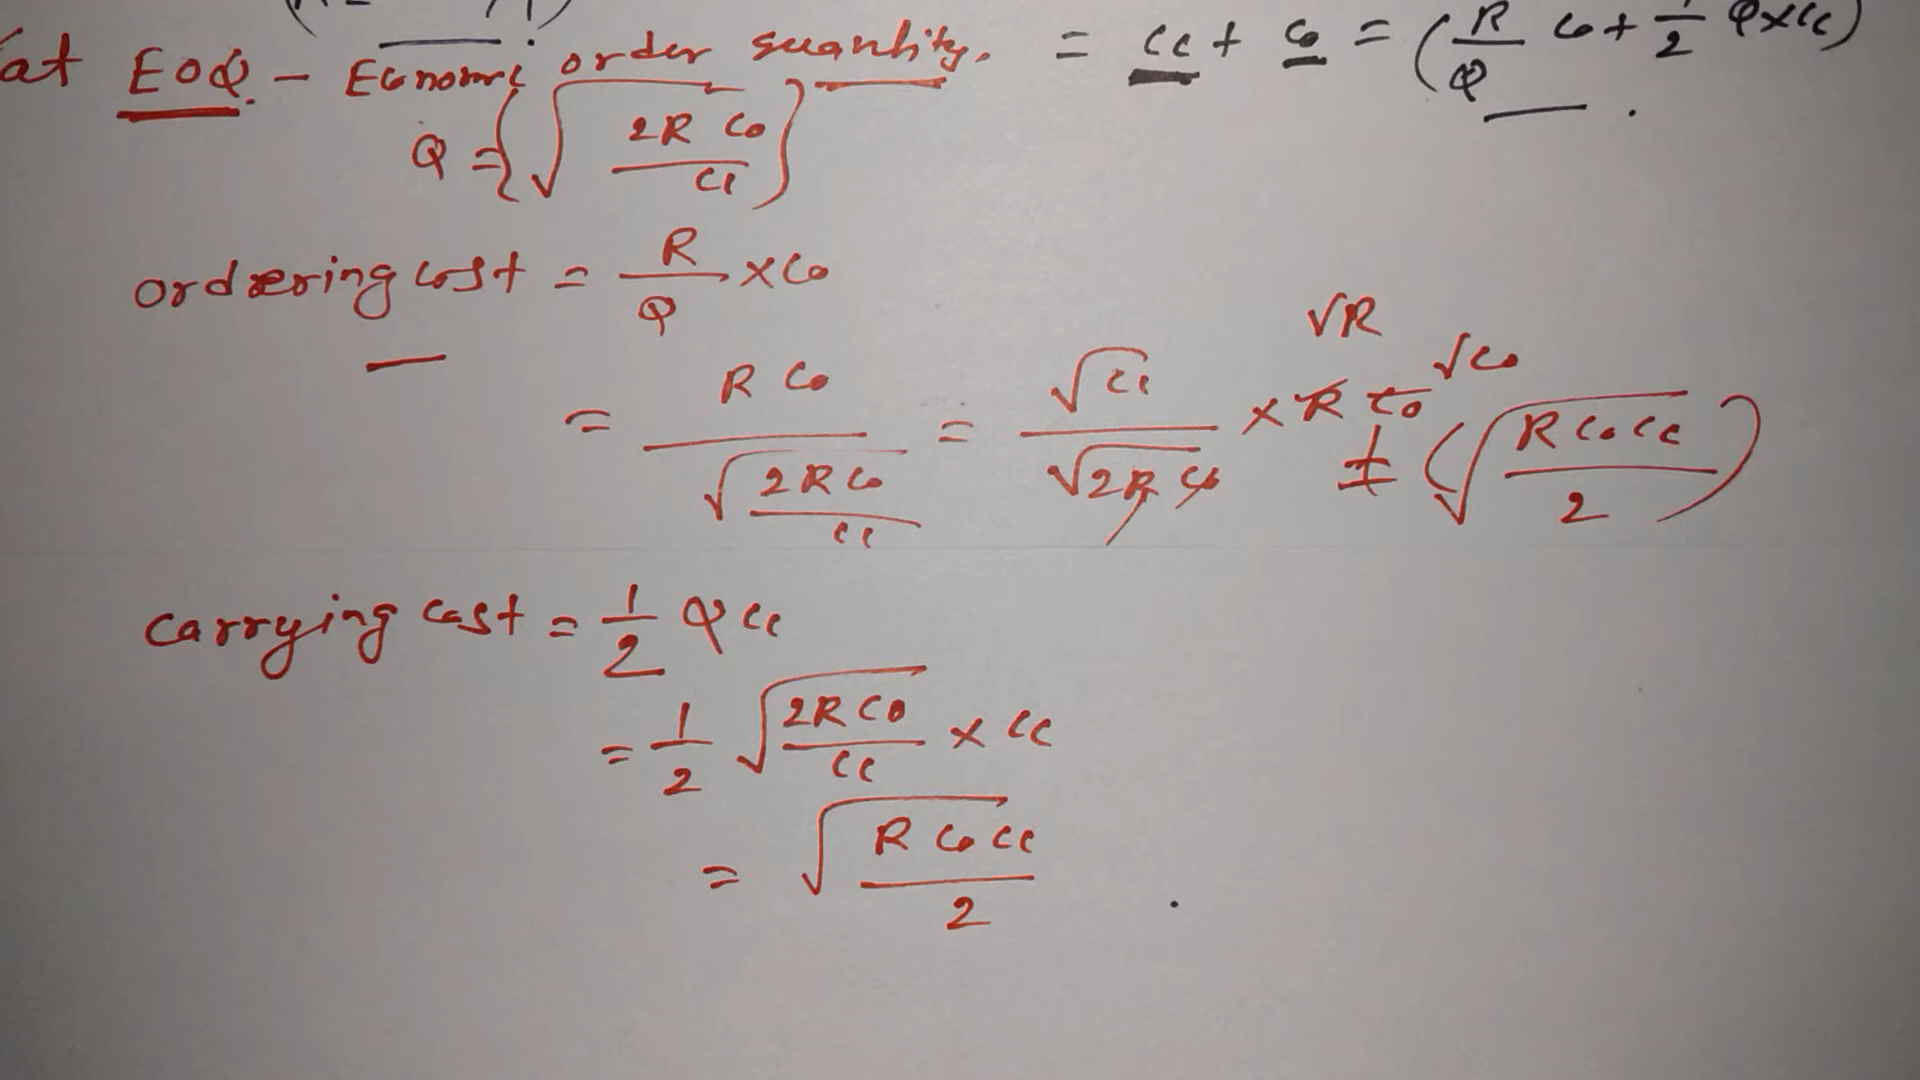 at EOQ. - Economic order quantity. = Cc + Co = (R/Q Co + 1/2 Q×Cc)
Q = {√(2R Co / Cc)}
ordering cost = R/Q × Co
= R Co / √(2R Co / Cc) = √Cc / √2R Co × R Co √R √Co = (√(R Co Cc / 2))
carrying cost = 1/2 Q Cc
= 1/2 √(2R CO / Cc) × Cc
= √(R Co Cc / 2)